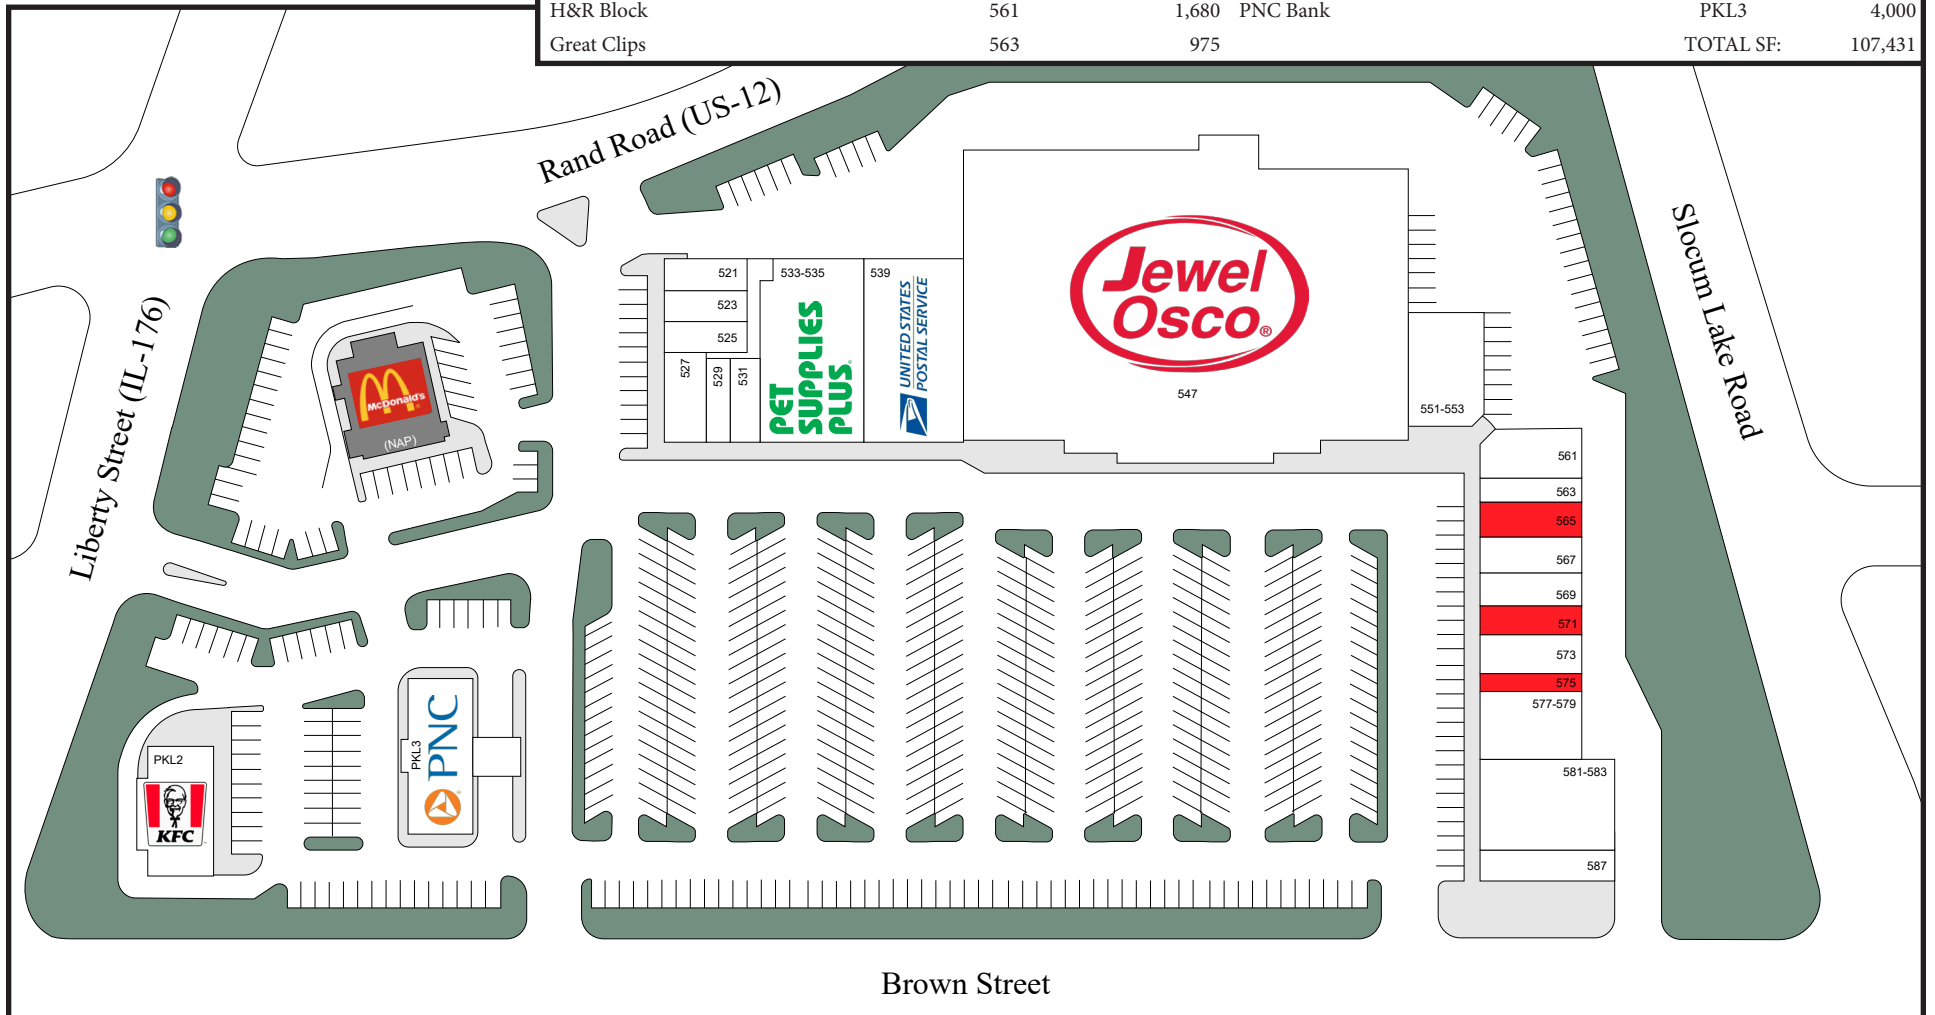 H&R Block 561 1,680 PNC Bank PKL3 4,000
Great Clips 563 975 TOTAL SF: 107,431
Rand Road (US-12)
Liberty Street (IL-176)
Slocum Lake Road
Brown Street
McDonald's
(NAP)
521
523
525
527
529
531
533-535
PET
SUPPLIES
PLUS
539
UNITED STATES
POSTAL SERVICE
Jewel
Osco®
547
551-553
561
563
565
567
569
571
573
575
577-579
581-583
587
PKL2
KFC
PKL3
PNC